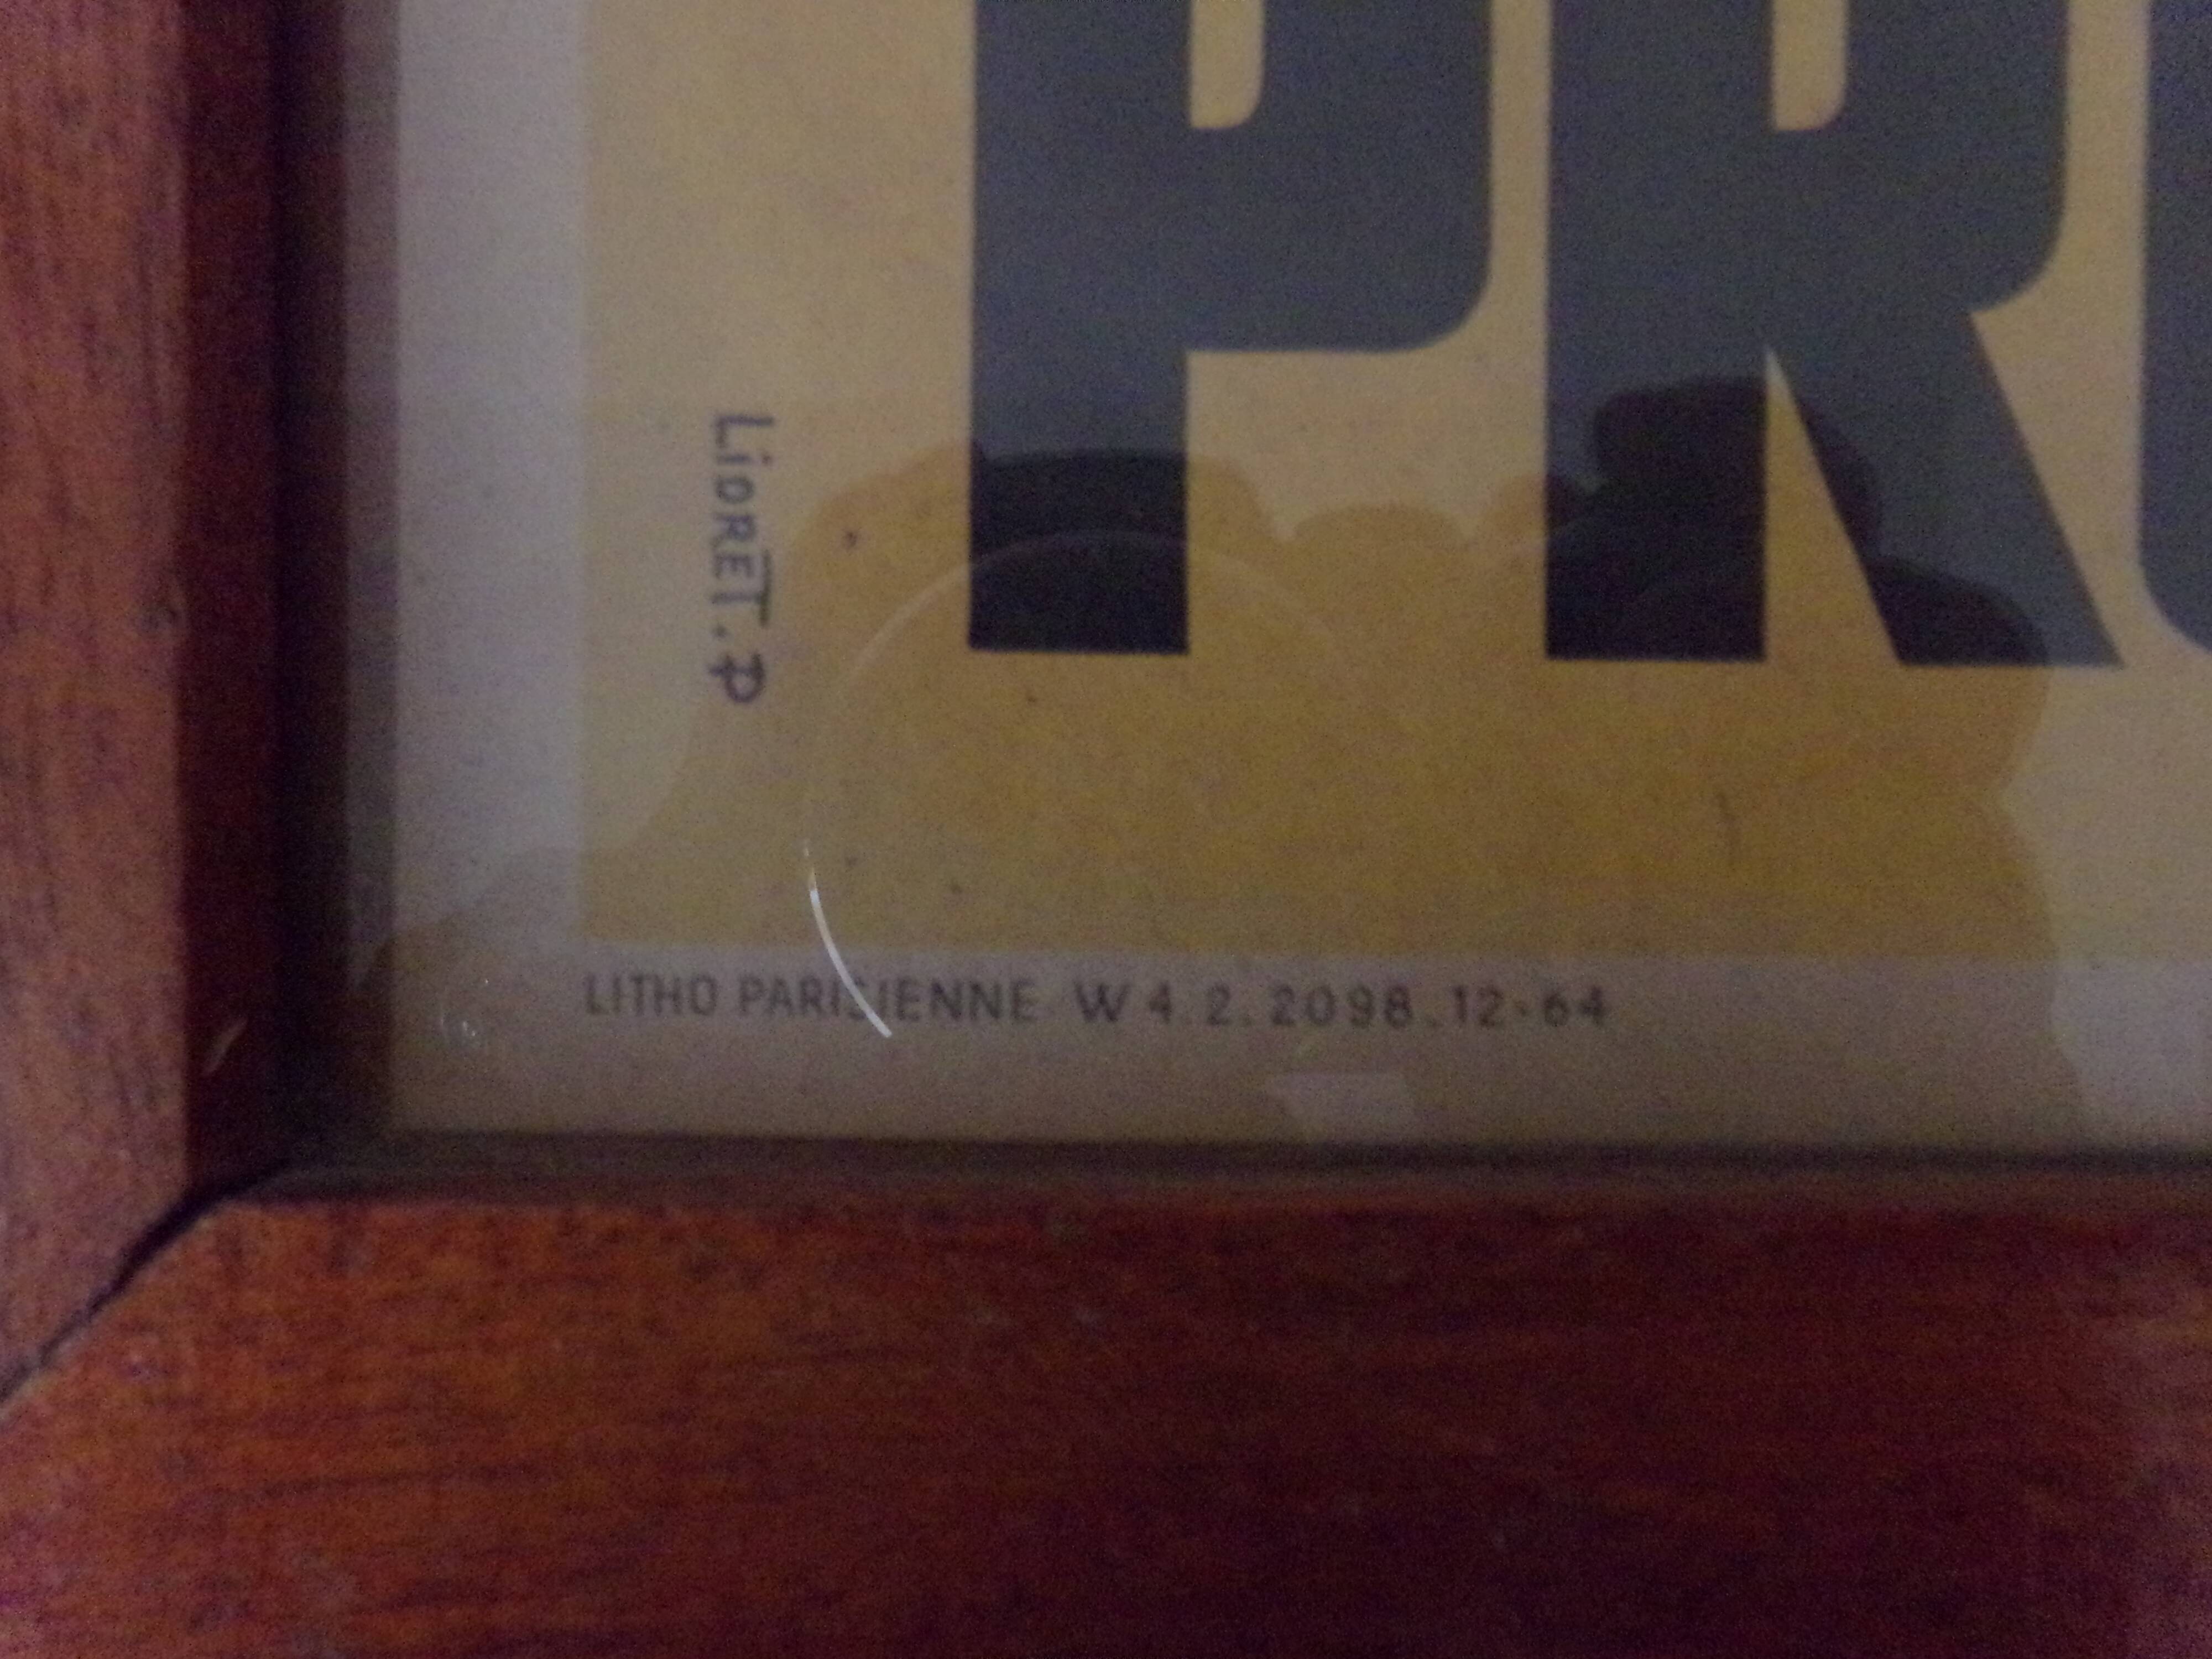 PR
LiORET.P
LITHO PARISIENNE W 4.2.2098.12-64